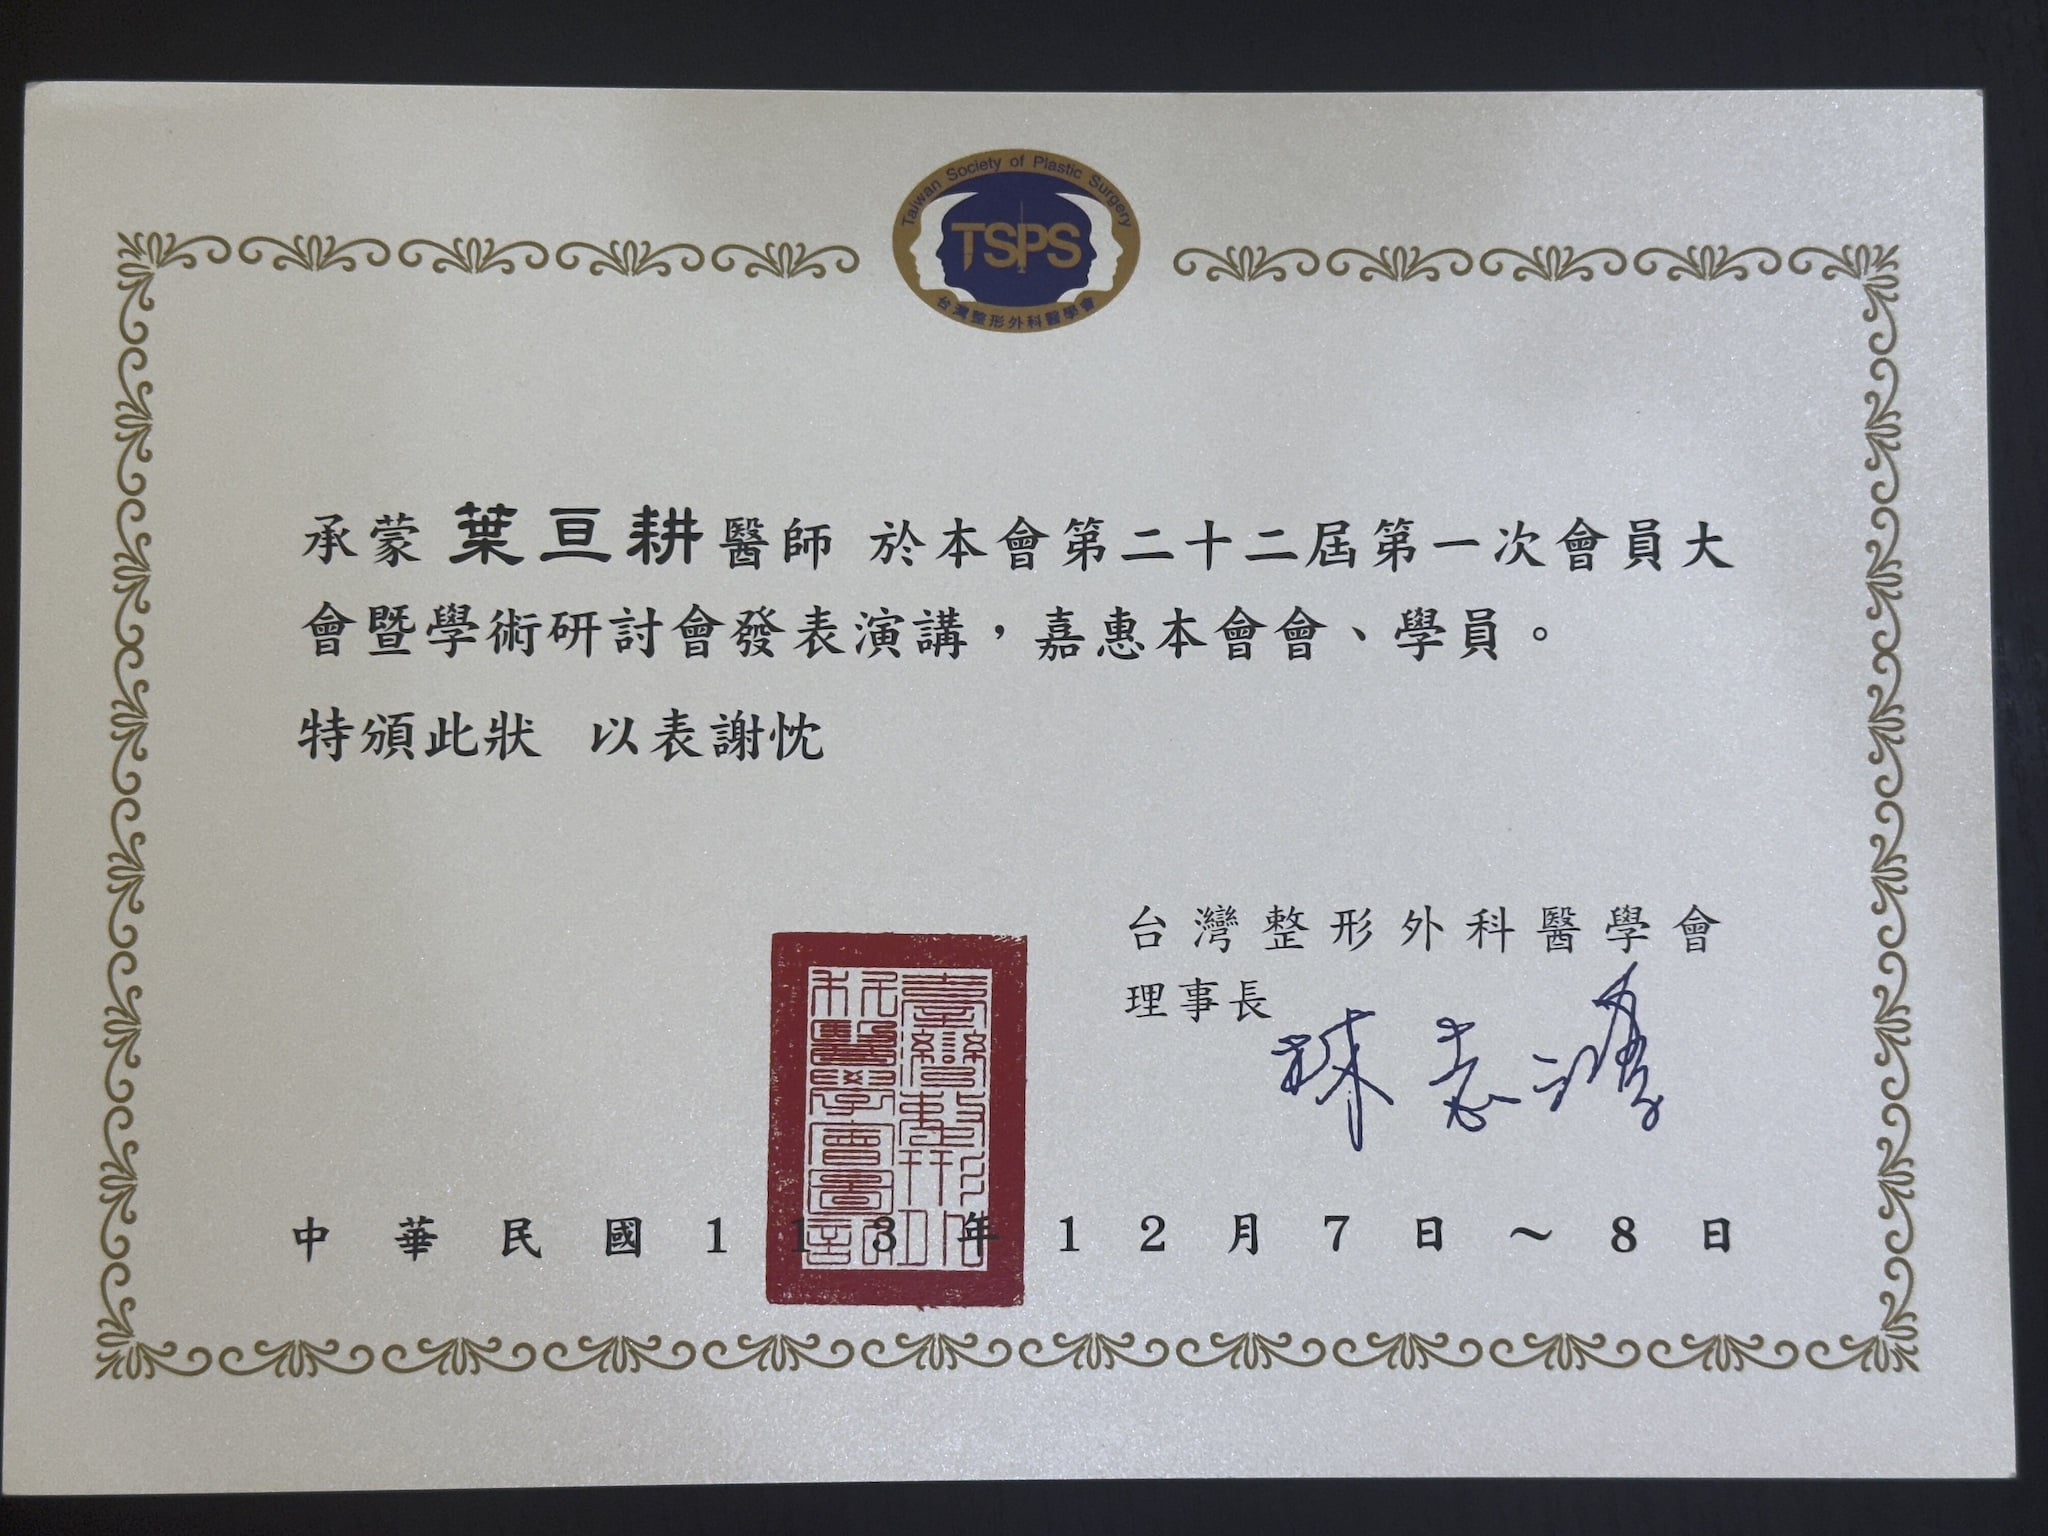 Taiwan Society of Plastic Surgery
TSPS
台灣整形外科醫學會
承蒙 葉亘耕醫師 於本會第二十二屆第一次會員大
會暨學術研討會發表演講，嘉惠本會會、學員。
特頒此狀 以表謝忱
台灣整形外科醫學會
理事長
中華民國113年12月7日～8日